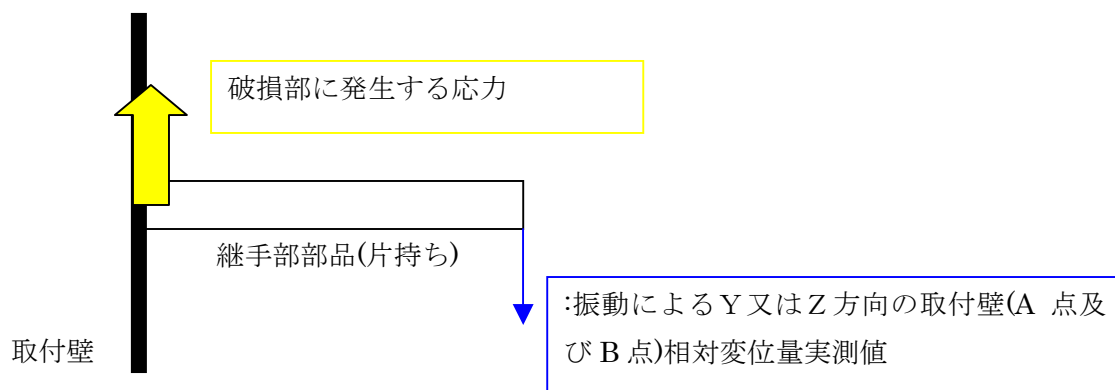 破損部に発生する応力
継手部部品(片持ち)
:振動によるＹ又はＺ方向の取付壁(A 点及
び B 点)相対変位量実測値
取付壁